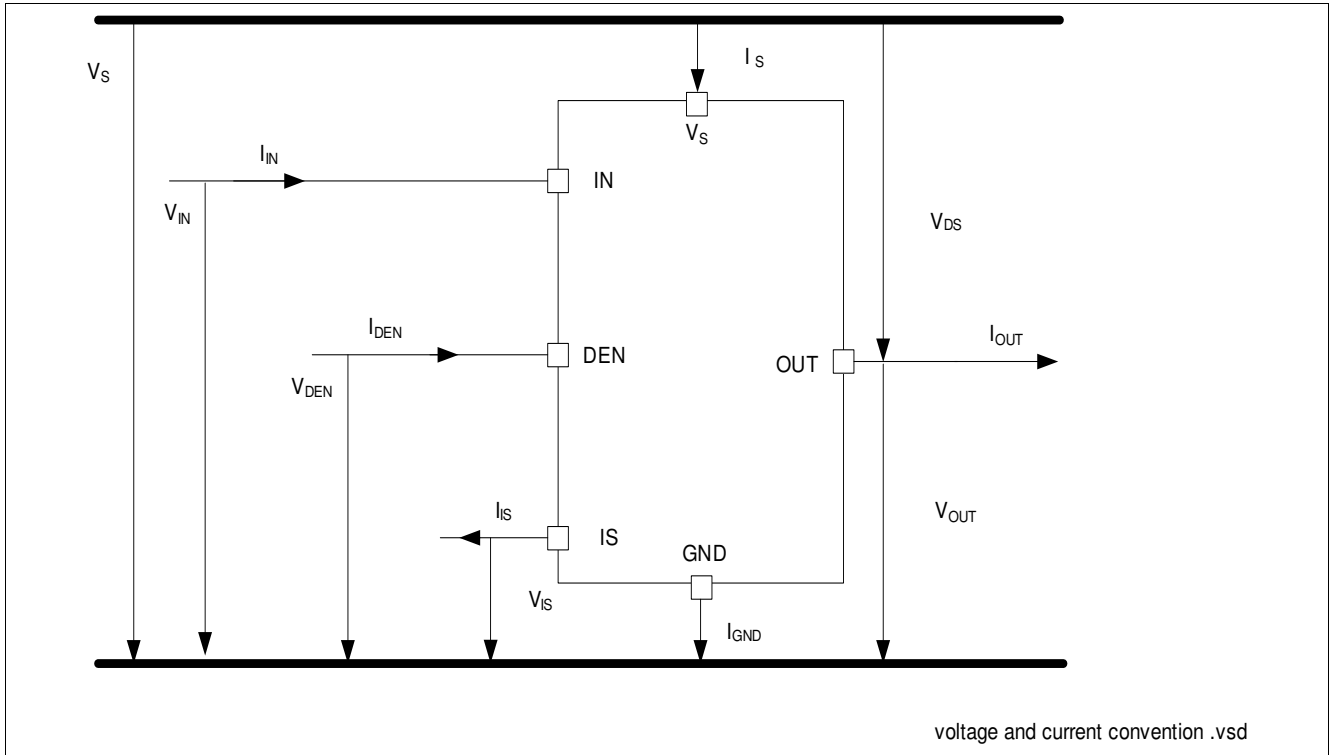 V_S
I_S
V_S
I_IN
IN
V_IN
V_DS
I_DEN
I_OUT
DEN
OUT
V_DEN
I_IS
V_OUT
IS
GND
V_IS
I_GND
voltage and current convention .vsd